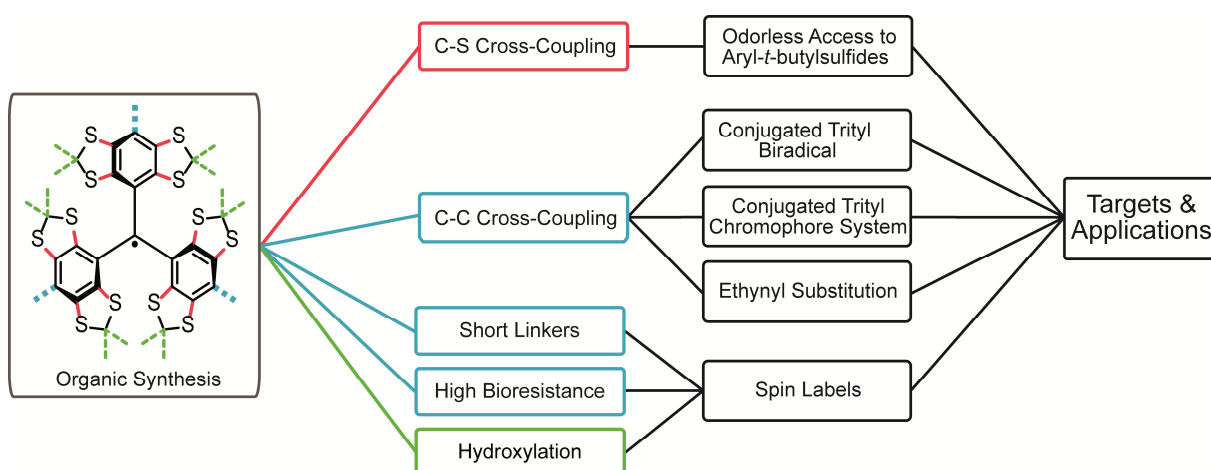 C-S Cross-Coupling
Odorless Access to
Aryl-t-butylsulfides
S
S
S
S
Conjugated Trityl
Biradical
C-C Cross-Coupling
Conjugated Trityl
Chromophore System
Targets &
Applications
S
S
S
S
S
S
S
S
Ethynyl Substitution
Short Linkers
Organic Synthesis
High Bioresistance
Spin Labels
Hydroxylation